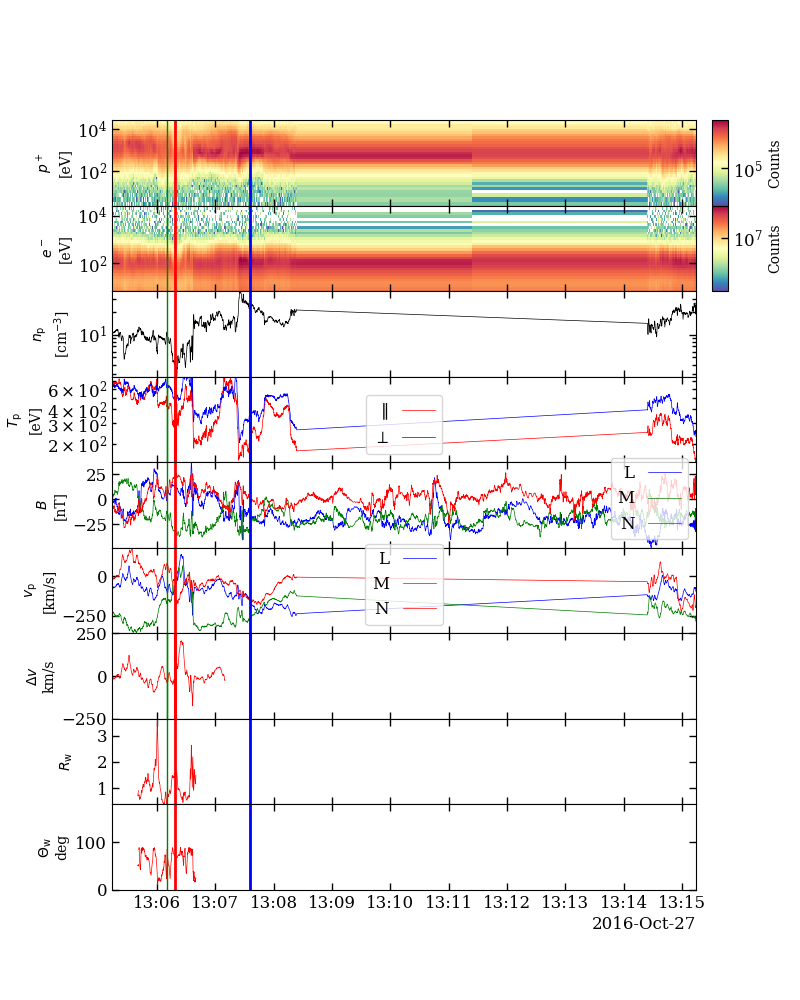 10⁴
10²
p⁺
[eV]
10⁵
Counts
10⁴
10²
e⁻
[eV]
10⁷
Counts
10¹
nₚ
[cm⁻³]
6 × 10²
4 × 10²
3 × 10²
2 × 10²
Tₚ
[eV]
∥
⊥
25
0
−25
B
[nT]
L
M
N
0
−250
vₚ
[km/s]
L
M
N
250
0
−250
Δv
km/s
3
2
1
R_w
100
0
Θ_w
deg
13:06 13:07 13:08 13:09 13:10 13:11 13:12 13:13 13:14 13:15
2016-Oct-27